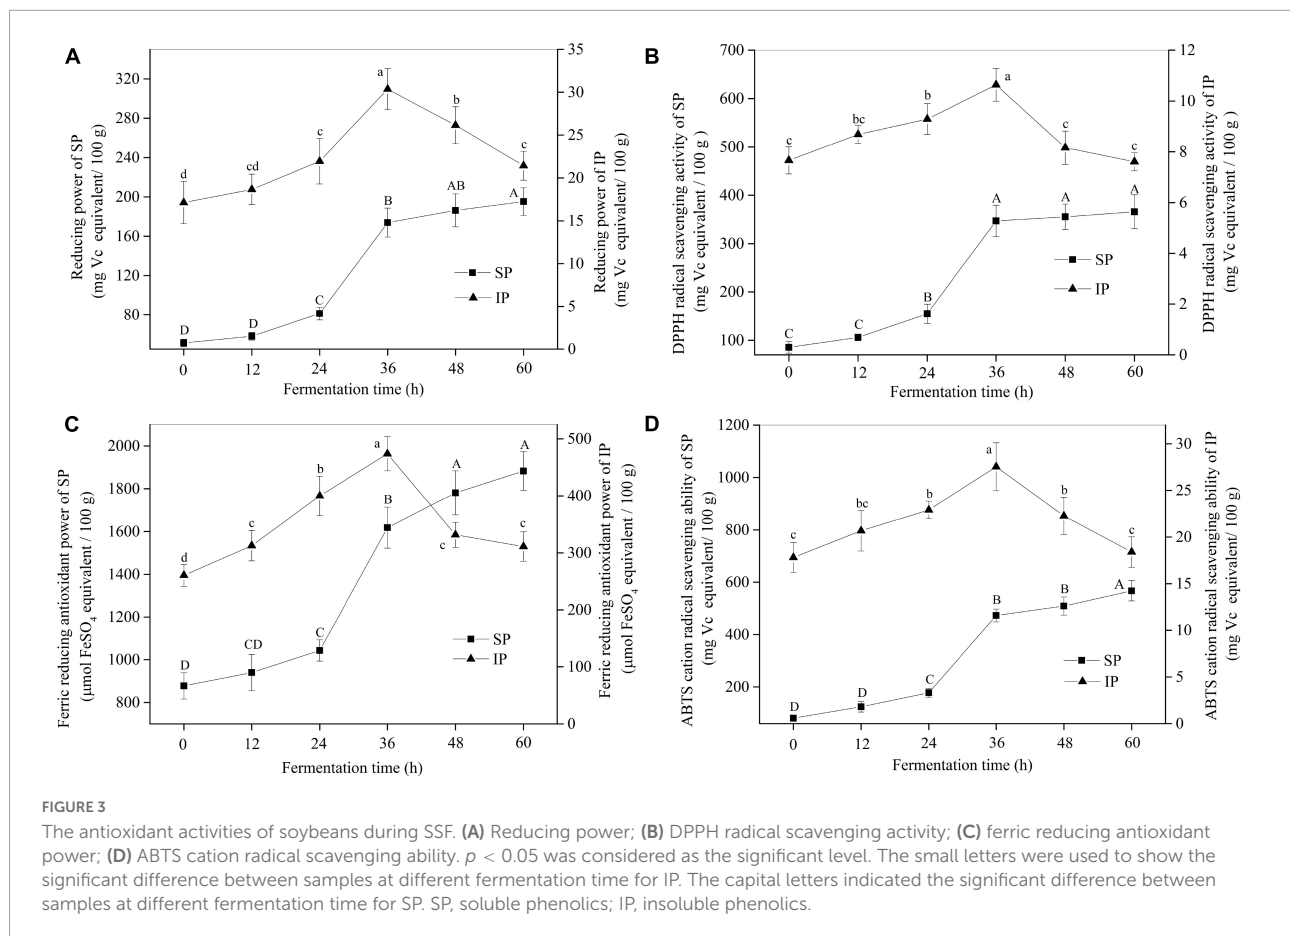 A
Reducing power of SP
(mg Vc equivalent/ 100 g)
320
280
240
200
160
120
80
35
30
25
20
15
10
5
0
Reducing power of IP
(mg Vc equivalent/ 100 g)
d
cd
c
a
b
c
D
D
C
B
AB
A
SP
IP
0 12 24 36 48 60
Fermentation time (h)
B
DPPH radical scavenging activity of SP
(mg Vc equivalent / 100 g)
700
600
500
400
300
200
100
12
10
8
6
4
2
0
DPPH radical scavenging activity of IP
(mg Vc equivalent / 100 g )
c
bc
b
a
c
c
C
C
B
A
A
A
SP
IP
0 12 24 36 48 60
Fermentation time (h)
C
Ferric reducing antioxidant power of SP
(μmol FeSO4 equivalent / 100 g)
2000
1800
1600
1400
1200
1000
800
500
400
300
200
100
0
Ferric reducing antioxidant power of IP
(μmol FeSO4 equivalent / 100 g)
d
c
b
a
c
c
D
CD
C
B
A
A
SP
IP
0 12 24 36 48 60
Fermentation time (h)
D
ABTS cation radical scavenging ability of SP
(mg Vc equivalent/ 100 g)
1200
1000
800
600
400
200
30
25
20
15
10
5
0
ABTS cation radical scavenging ability of IP
(mg Vc equivalent/ 100 g)
c
bc
b
a
b
c
D
D
C
B
B
A
SP
IP
0 12 24 36 48 60
Fermentation time (h)
FIGURE 3
The antioxidant activities of soybeans during SSF. (A) Reducing power; (B) DPPH radical scavenging activity; (C) ferric reducing antioxidant
power; (D) ABTS cation radical scavenging ability. p < 0.05 was considered as the significant level. The small letters were used to show the
significant difference between samples at different fermentation time for IP. The capital letters indicated the significant difference between
samples at different fermentation time for SP. SP, soluble phenolics; IP, insoluble phenolics.